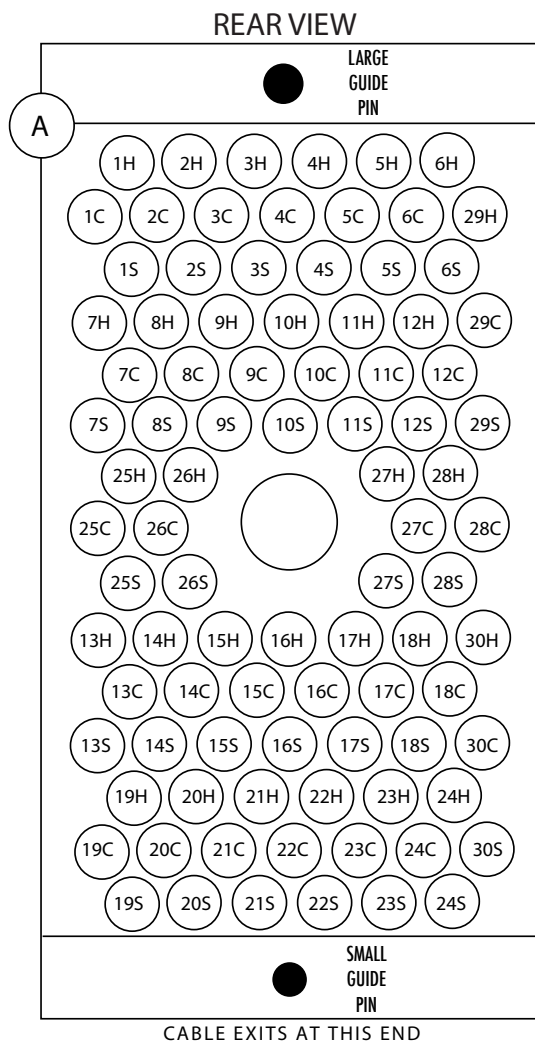 REAR VIEW
LARGE
GUIDE
PIN
A
1H 2H 3H 4H 5H 6H
1C 2C 3C 4C 5C 6C 29H
1S 2S 3S 4S 5S 6S
7H 8H 9H 10H 11H 12H 29C
7C 8C 9C 10C 11C 12C
7S 8S 9S 10S 11S 12S 29S
25H 26H 27H 28H
25C 26C 27C 28C
25S 26S 27S 28S
13H 14H 15H 16H 17H 18H 30H
13C 14C 15C 16C 17C 18C
13S 14S 15S 16S 17S 18S 30C
19H 20H 21H 22H 23H 24H
19C 20C 21C 22C 23C 24C 30S
19S 20S 21S 22S 23S 24S
SMALL
GUIDE
PIN
CABLE EXITS AT THIS END